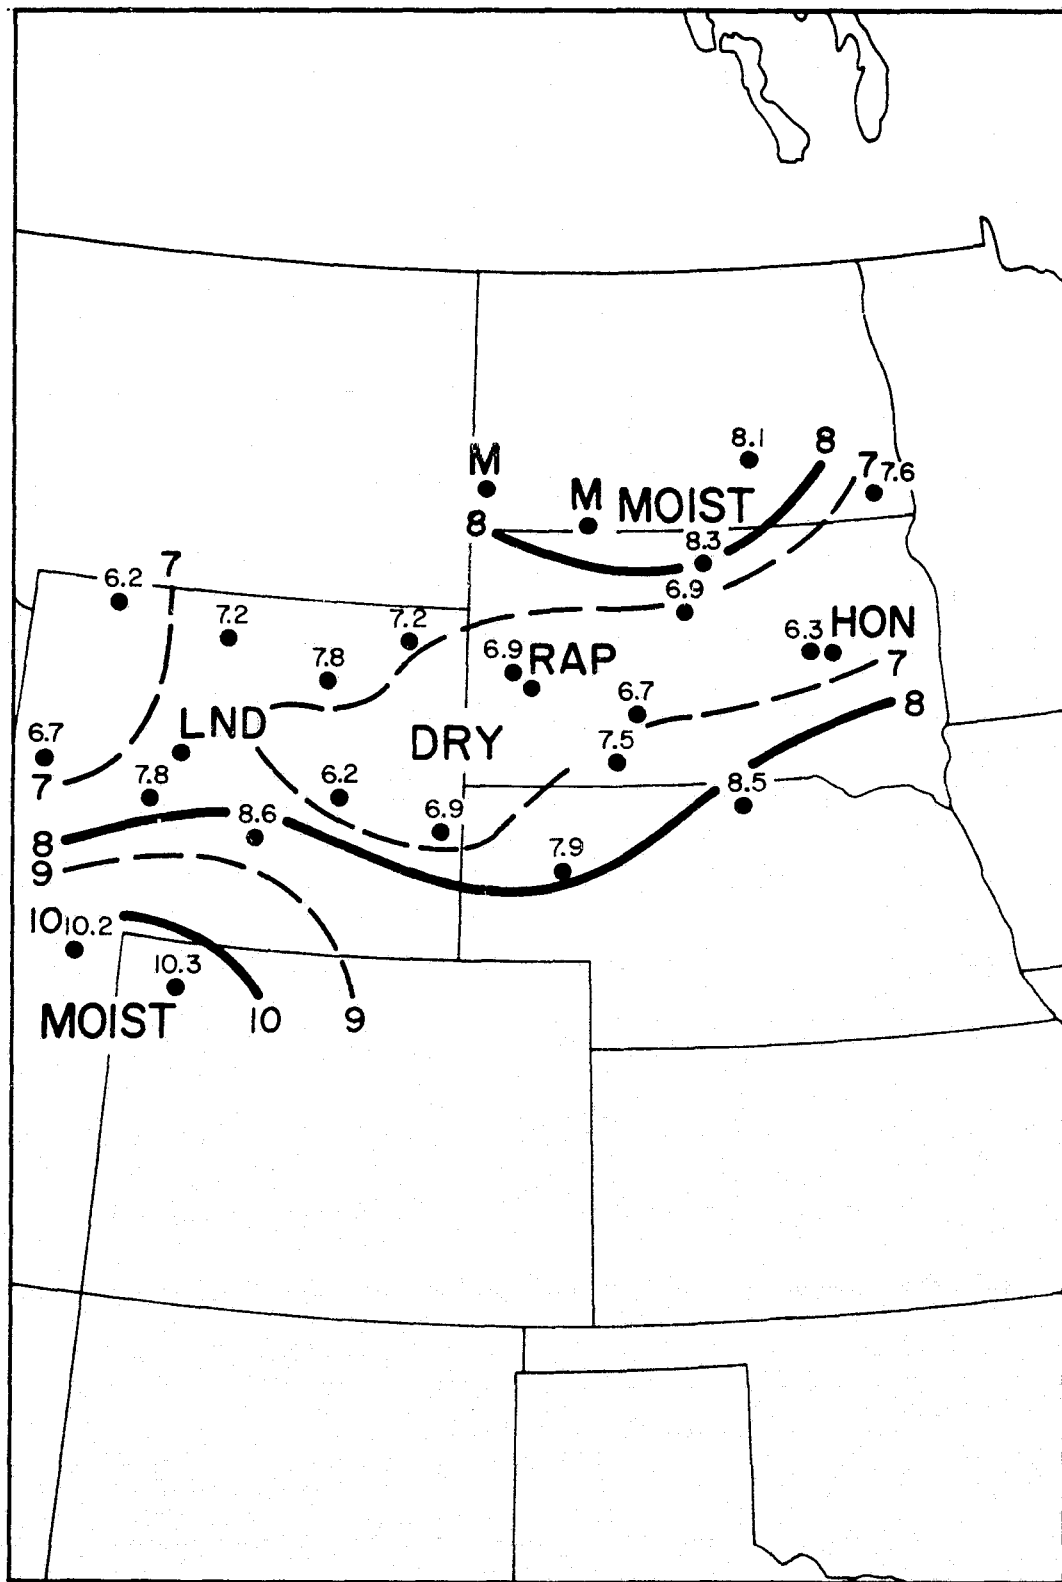 8.1 8
M 7 7.6
M MOIST
8 8.3
7
6.2 6.9
7.2 7.2 6.3 HON
7.8 6.9 RAP 7
6.7 8
LND
6.7 DRY 7.5
7 7.8 6.2 8.5
8 8.6 6.9
9 7.9
10 10.2
10.3
MOIST 10 9